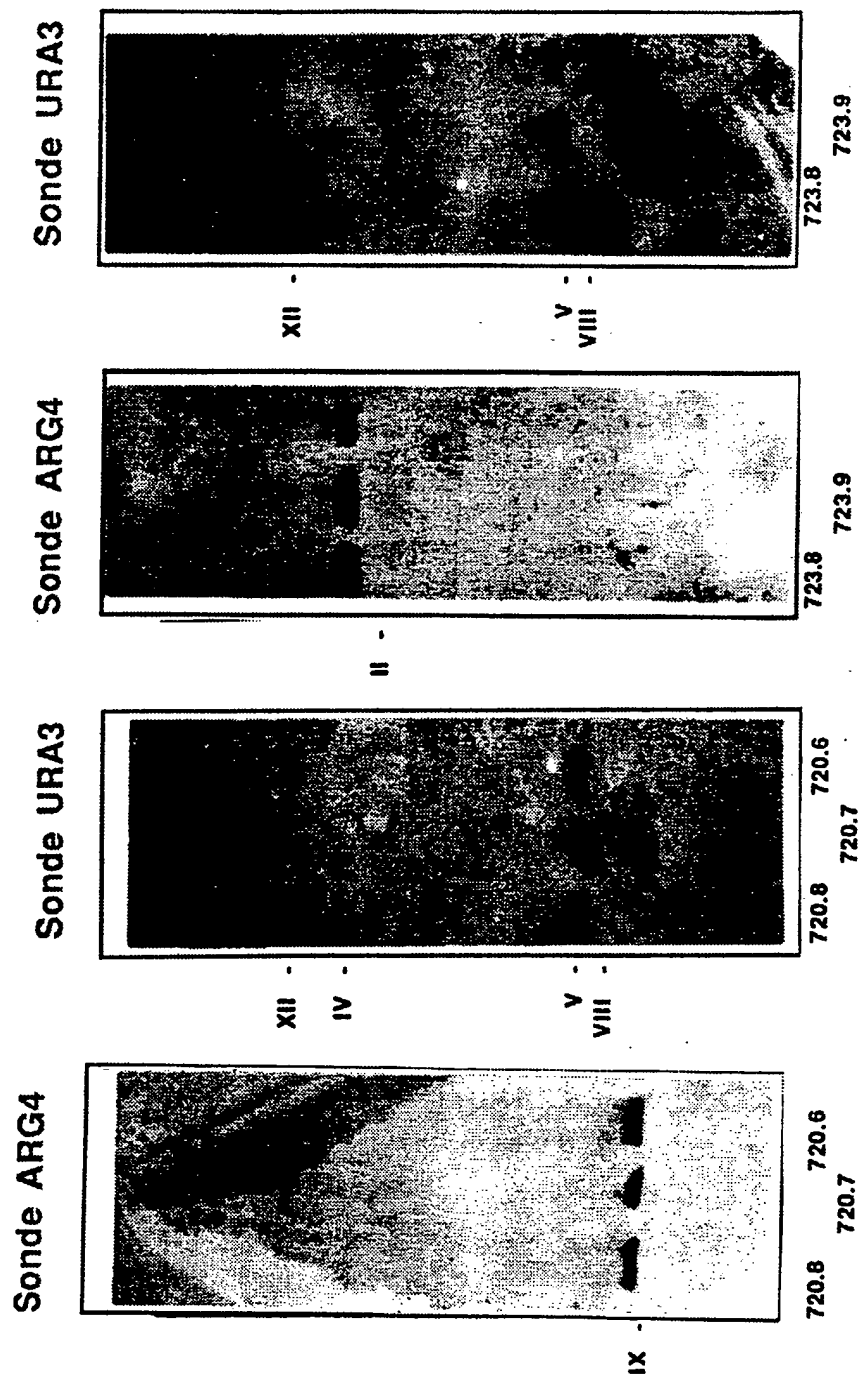 Sonde ARG4
IX -
720.8
720.7
720.6
Sonde URA3
XII -
IV -
V -
VIII -
720.8
720.7
720.6
Sonde ARG4
II -
723.8
723.9
Sonde URA3
XII -
V -
VIII -
723.8
723.9